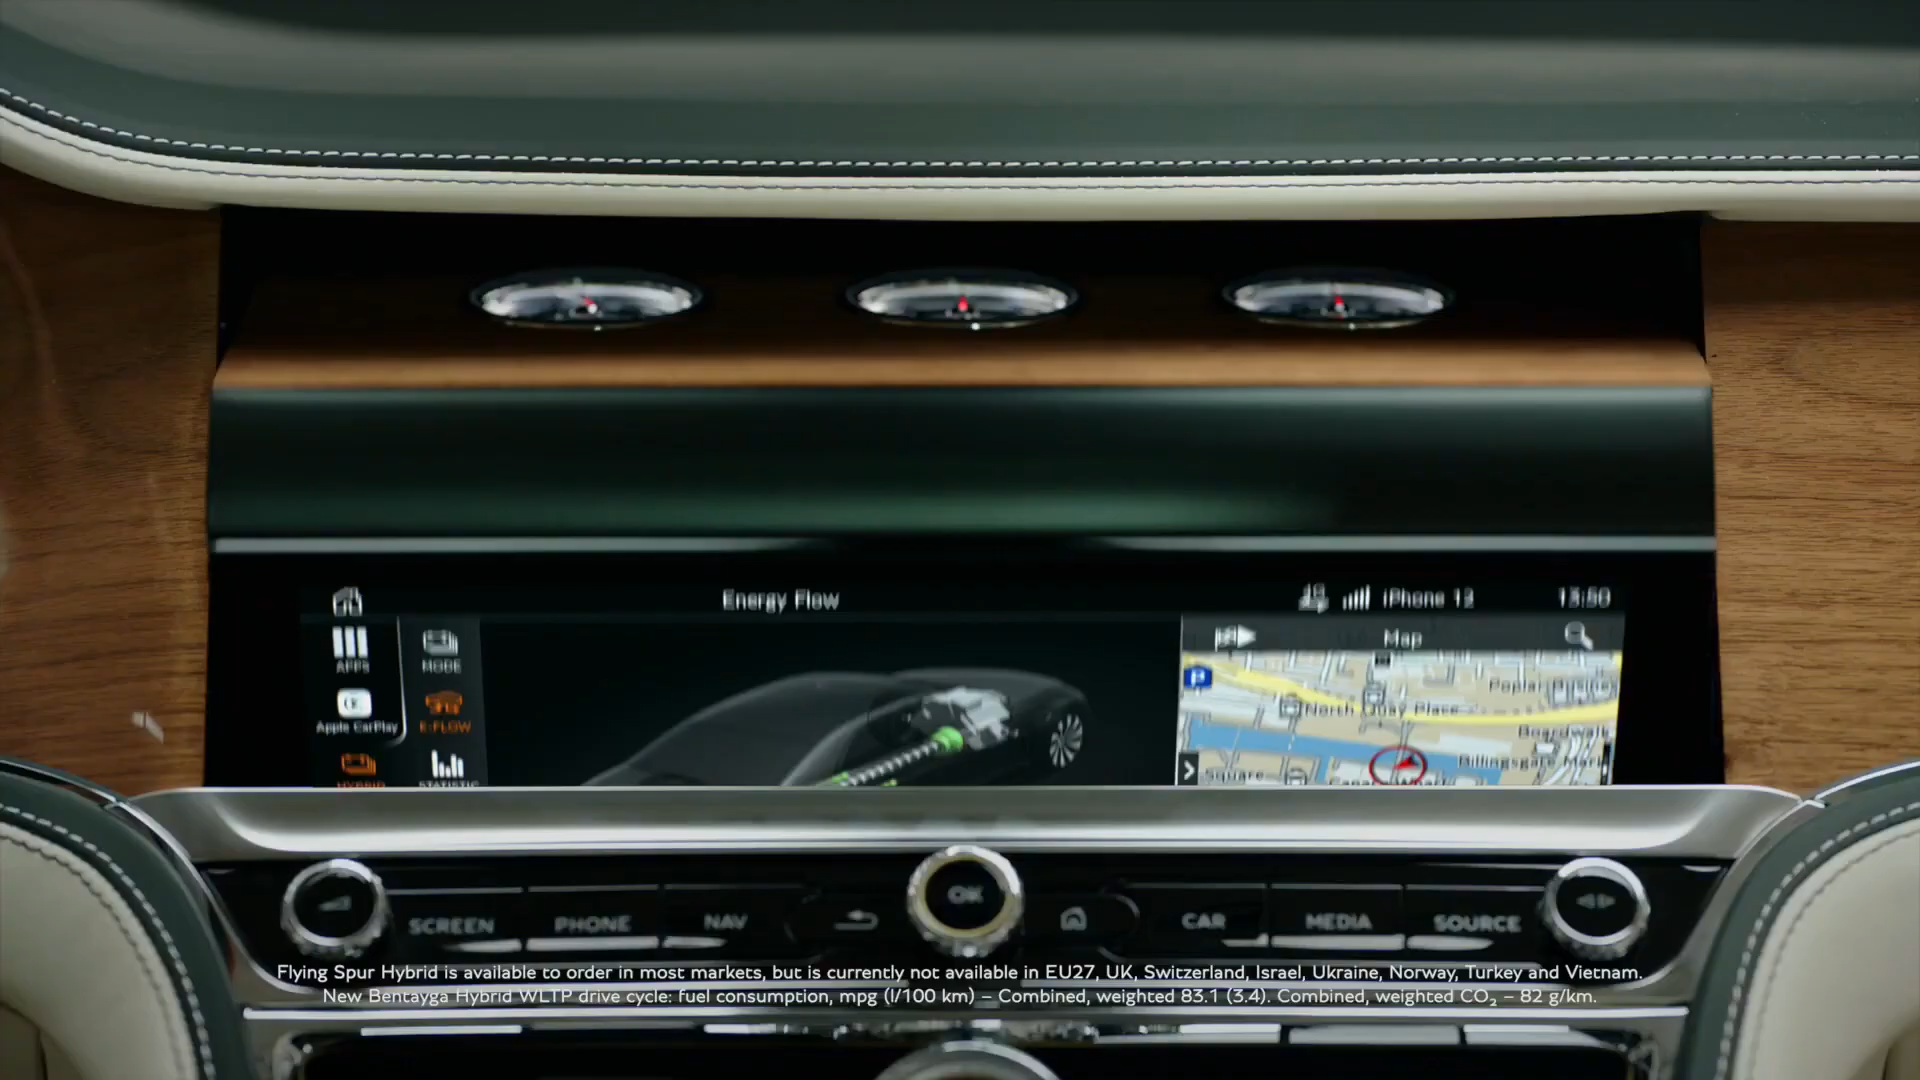 Energy Flow
iPhone 12
13:50
APPS
MODE
Map
Apple CarPlay
E-FLOW
North Quay Place
Boardwalk
Billingsgate Mark
Square
HYBRID
STATISTIC
OK
SCREEN
PHONE
NAV
CAR
MEDIA
SOURCE
Flying Spur Hybrid is available to order in most markets, but is currently not available in EU27, UK, Switzerland, Israel, Ukraine, Norway, Turkey and Vietnam.
New Bentayga Hybrid WLTP drive cycle: fuel consumption, mpg (l/100 km) – Combined, weighted 83.1 (3.4). Combined, weighted CO₂ – 82 g/km.